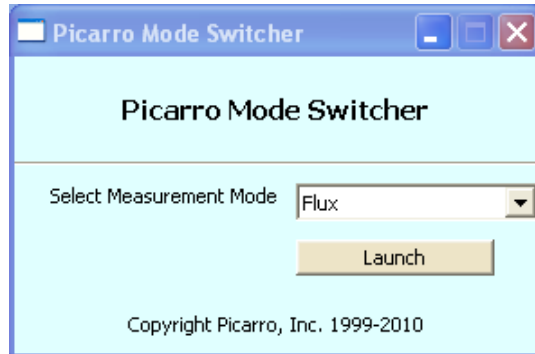 Picarro Mode Switcher
Picarro Mode Switcher
Select Measurement Mode Flux
Launch
Copyright Picarro, Inc. 1999-2010